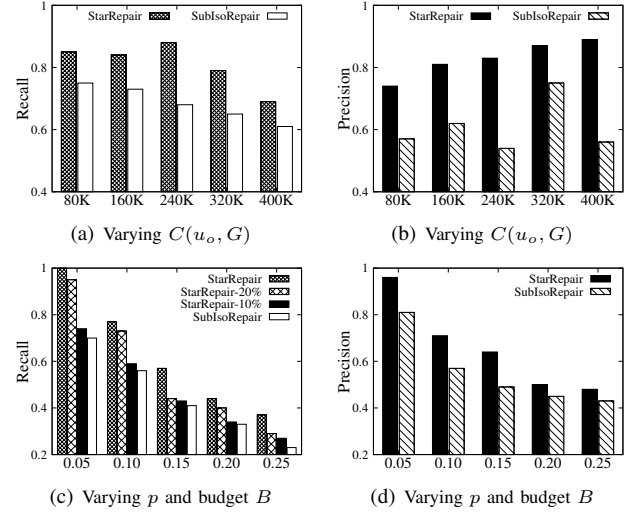 StarRepair SubIsoRepair
Recall
1
0.8
0.6
0.4
80K 160K 240K 320K 400K
(a) Varying C(u_o, G)
StarRepair SubIsoRepair
Precision
1
0.8
0.6
0.4
80K 160K 240K 320K 400K
(b) Varying C(u_o, G)
StarRepair
StarRepair-20%
StarRepair-10%
SubIsoRepair
Recall
1
0.8
0.6
0.4
0.2
0.05 0.10 0.15 0.20 0.25
(c) Varying p and budget B
StarRepair
SubIsoRepair
Precision
1
0.8
0.6
0.4
0.2
0.05 0.10 0.15 0.20 0.25
(d) Varying p and budget B